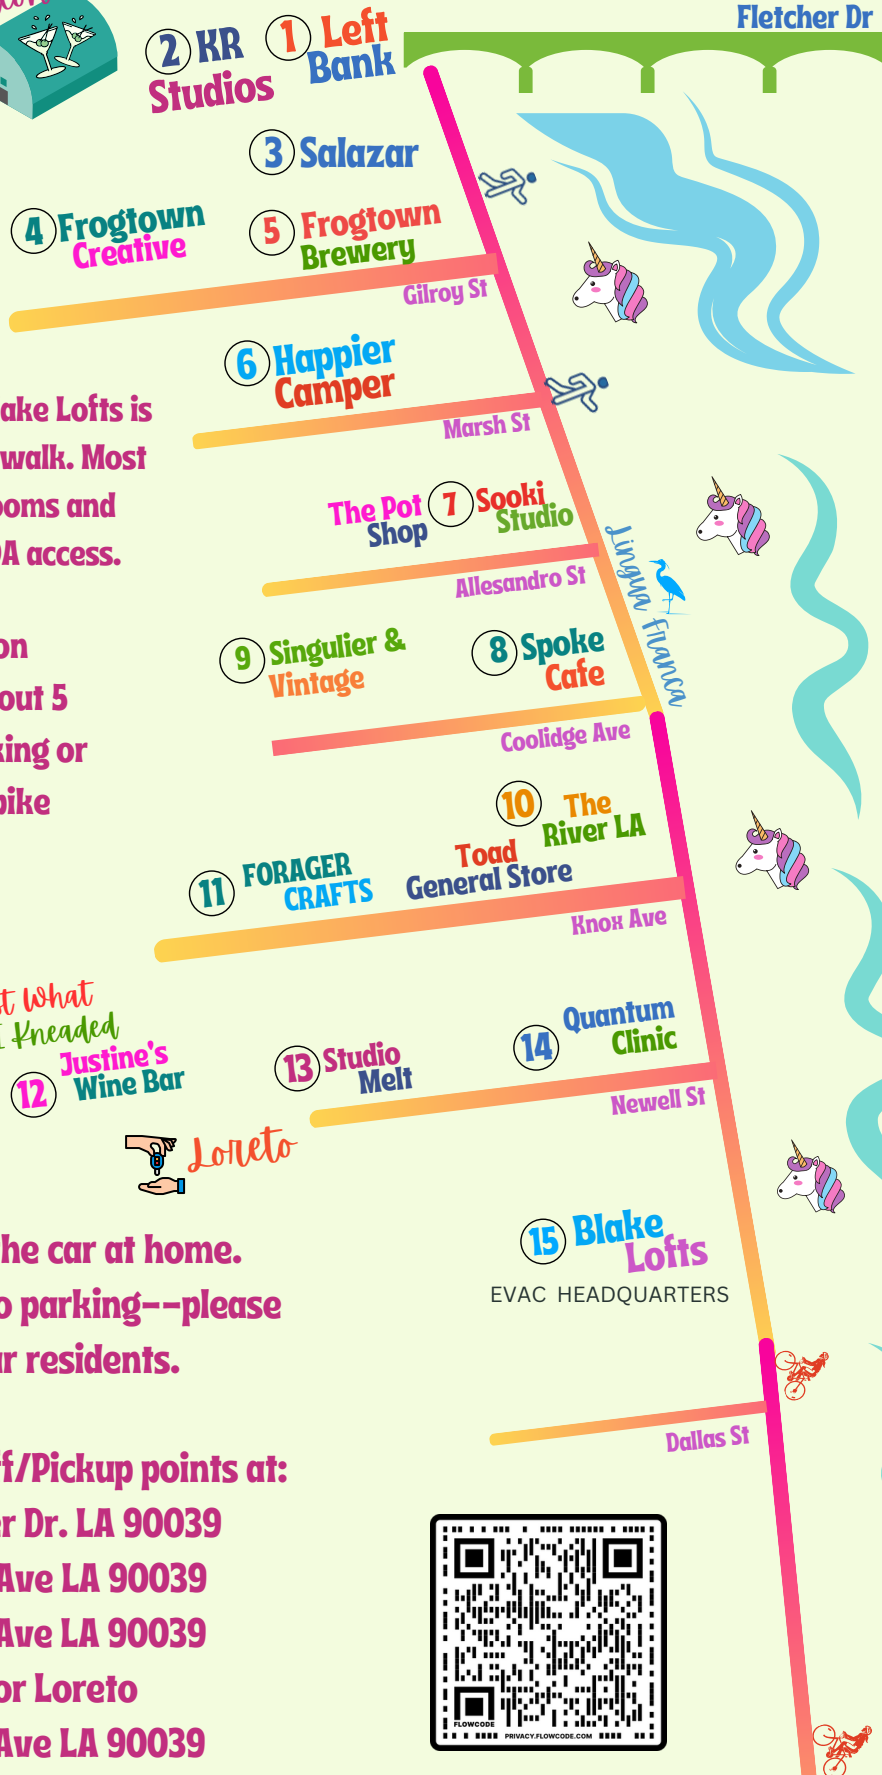 Fletcher Dr
1 Left
Bank
2 KR
Studios
3 Salazar
4 Frogtown
Creative
5 Frogtown
Brewery
Gilroy St
6 Happier
Camper
Marsh St
ake Lofts is
walk. Most
ooms and
A access.
The Pot
Shop
7 Sooki
Studio
Allesandro St
Lingua Franca
on
out 5
king or
bike
9 Singulier &
Vintage
8 Spoke
Cafe
Coolidge Ave
10 The
River LA
Toad
General Store
11 FORAGER
CRAFTS
Knox Ave
t What
I Kneaded
12 Justine's
Wine Bar
13 Studio
Melt
14 Quantum
Clinic
Newell St
Loreto
15 Blake
Lofts
EVAC HEADQUARTERS
he car at home.
o parking--please
ur residents.
Dallas St
ff/Pickup points at:
er Dr. LA 90039
Ave LA 90039
Ave LA 90039
or Loreto
Ave LA 90039
FLOWCODE
PRIVACY.FLOWCODE.COM